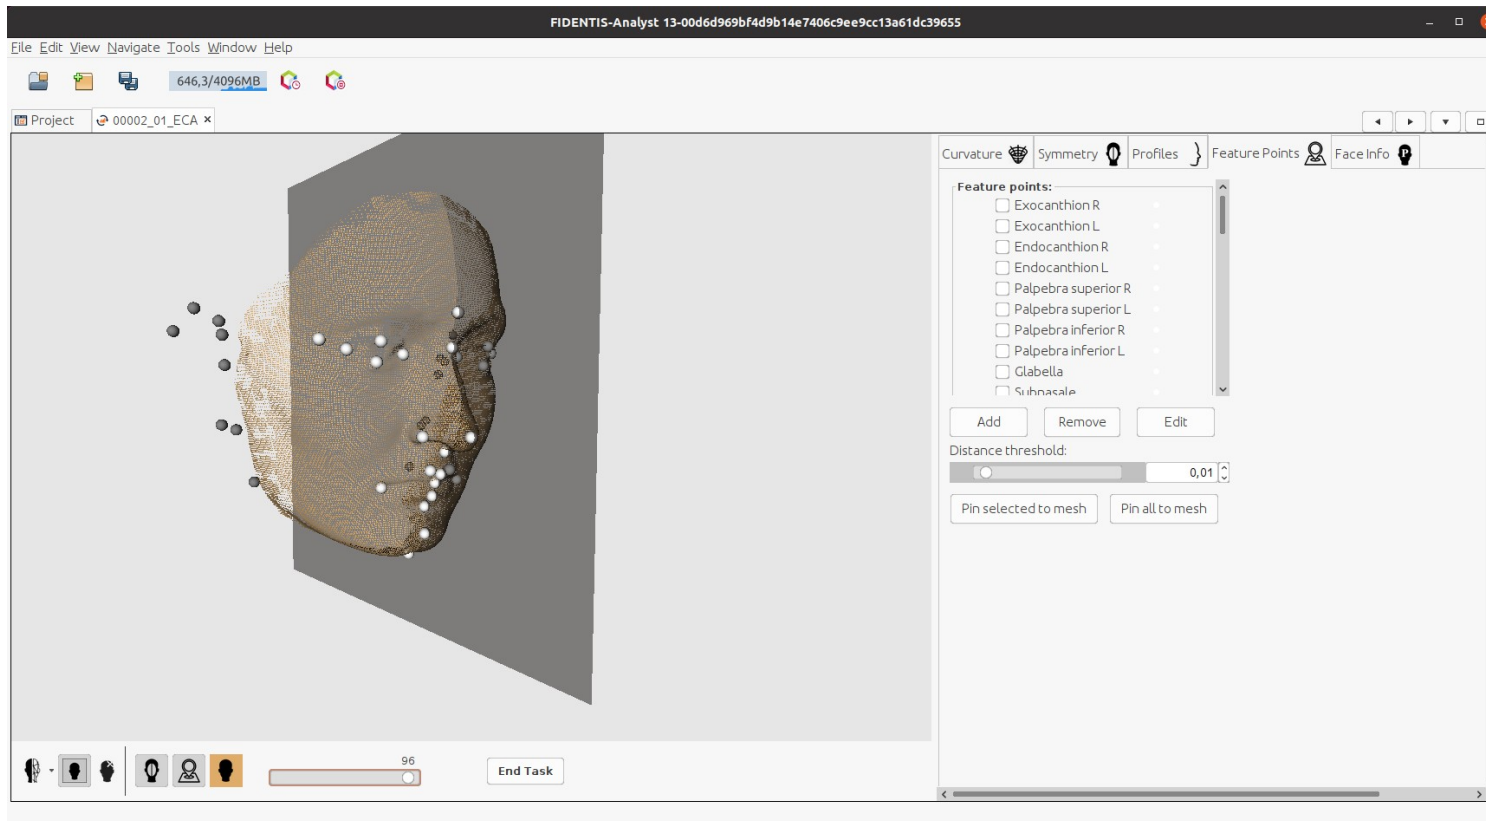 FIDENTIS-Analyst 13-00d6d969bf4d9b14e7406c9ee9cc13a61dc39655
File Edit View Navigate Tools Window Help
646,3/4096MB
Project 00002_01_ECA ×
Curvature Symmetry Profiles Feature Points Face Info P
Feature points:
Exocanthion R
Exocanthion L
Endocanthion R
Endocanthion L
Palpebra superior R
Palpebra superior L
Palpebra inferior R
Palpebra inferior L
Glabella
Subnasale
Add Remove Edit
Distance threshold:
0,01
Pin selected to mesh Pin all to mesh
96
End Task